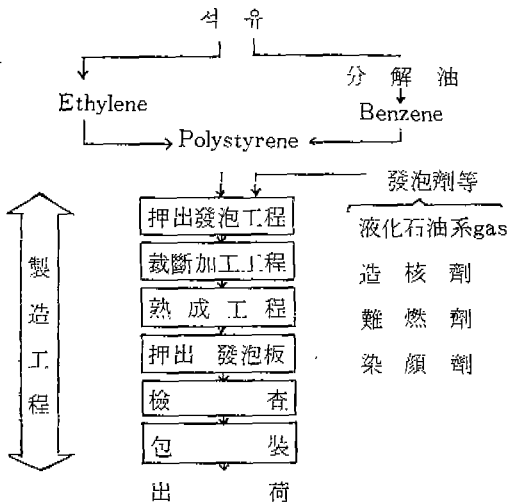 석유
分解油
Ethylene
Benzene
Polystyrene
發泡劑等
押出發泡工程
液化石油系gas
裁斷加工工程
造核劑
熟成工程
難燃劑
押出 發泡板
染顔劑
檢査
包裝
出荷
製造工程